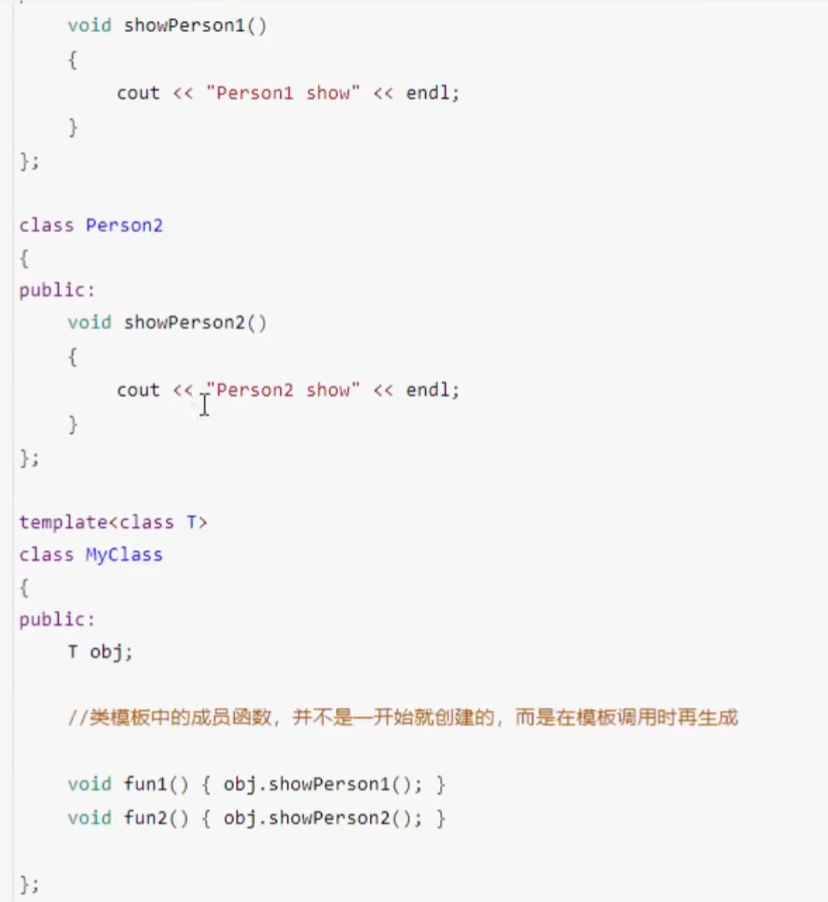 void showPerson1()
{
cout << "Person1 show" << endl;
}
};
class Person2
{
public:
void showPerson2()
{
cout << "Person2 show" << endl;
}
};
template<class T>
class MyClass
{
public:
T obj;
//类模板中的成员函数，并不是一开始就创建的，而是在模板调用时再生成
void fun1() { obj.showPerson1(); }
void fun2() { obj.showPerson2(); }
};